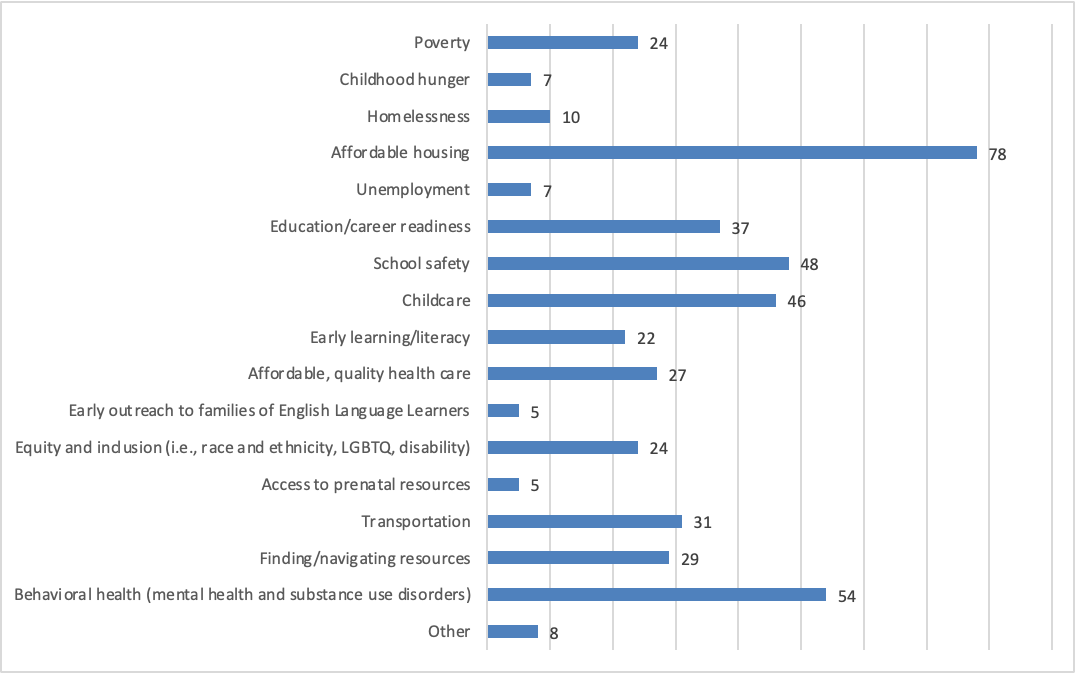 Poverty 24
Childhood hunger 7
Homelessness 10
Affordable housing 78
Unemployment 7
Education/career readiness 37
School safety 48
Childcare 46
Early learning/literacy 22
Affordable, quality health care 27
Early outreach to families of English Language Learners 5
Equity and inclusion (i.e., race and ethnicity, LGBTQ, disability) 24
Access to prenatal resources 5
Transportation 31
Finding/navigating resources 29
Behavioral health (mental health and substance use disorders) 54
Other 8